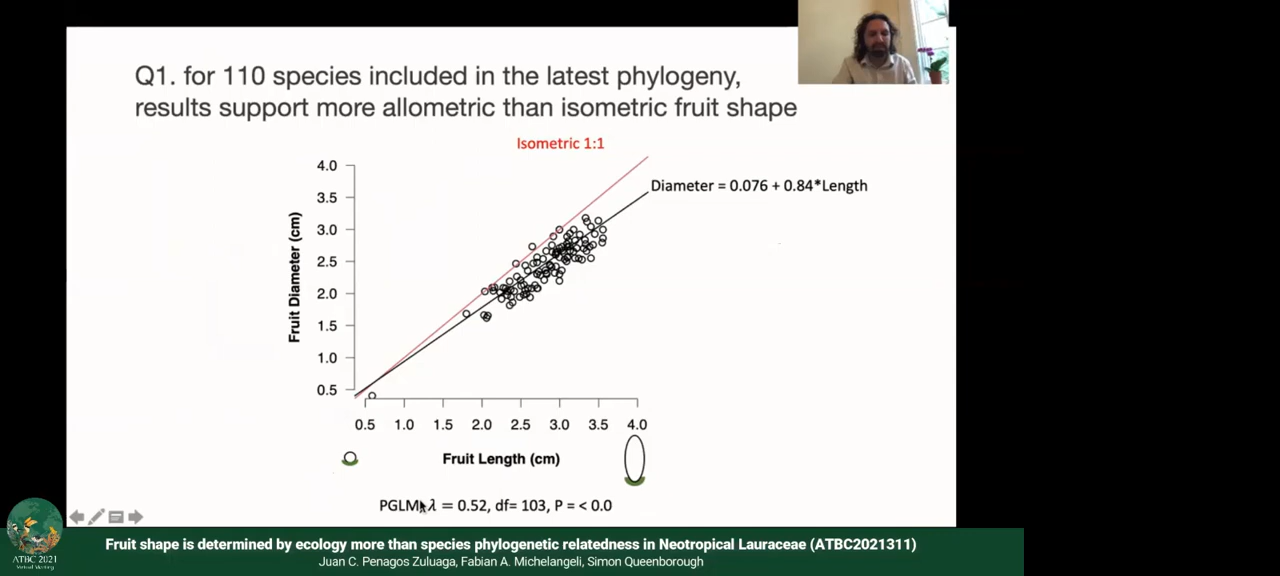 Q1. for 110 species included in the latest phylogeny,
results support more allometric than isometric fruit shape
Isometric 1:1
Diameter = 0.076 + 0.84*Length
Fruit Diameter (cm)
4.0
3.5
3.0
2.5
2.0
1.5
1.0
0.5
0.5 1.0 1.5 2.0 2.5 3.0 3.5 4.0
Fruit Length (cm)
PGLM, λ = 0.52, df= 103, P = < 0.0
ATBC 2021
Virtual Meeting
Fruit shape is determined by ecology more than species phylogenetic relatedness in Neotropical Lauraceae (ATBC2021311)
Juan C. Penagos Zuluaga, Fabian A. Michelangeli, Simon Queenborough